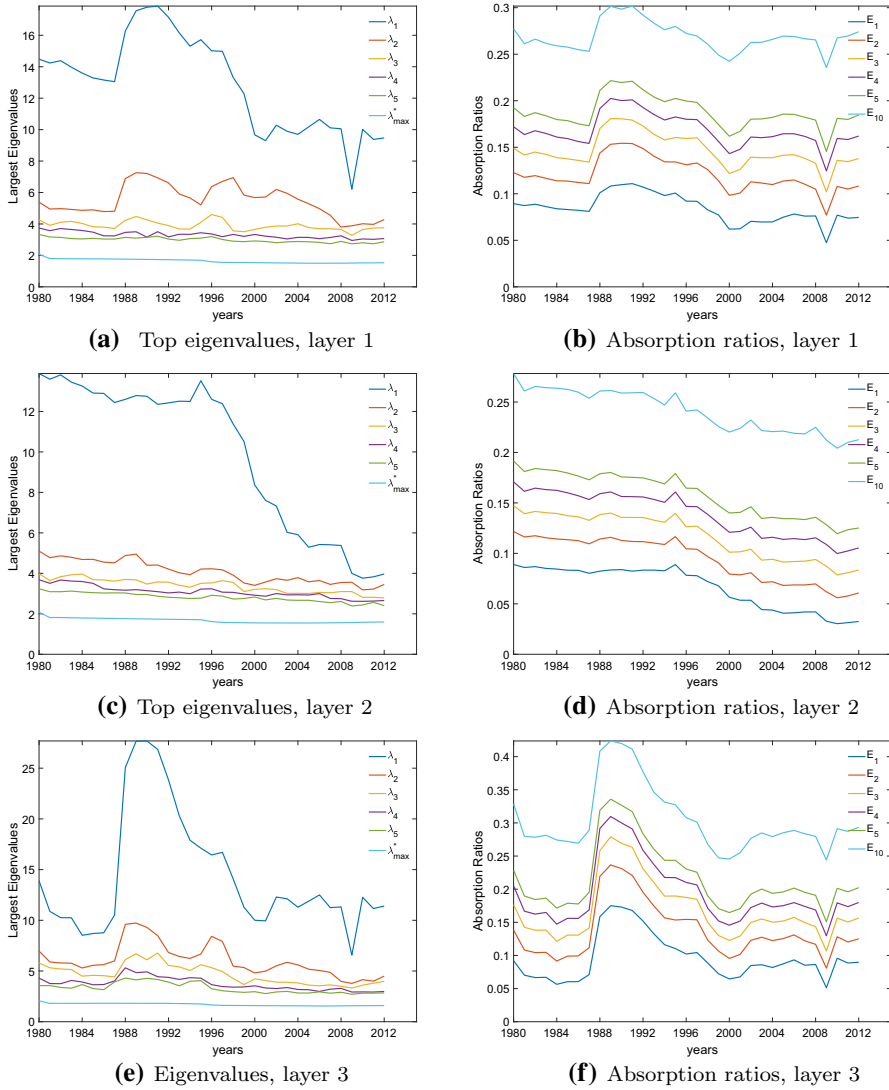 16
14
12
10
8
6
4
2
0
Largest Eigenvalues
1980 1984 1988 1992 1996 2000 2004 2008 2012
years
λ1
λ2
λ3
λ4
λ5
λ*max
(a) Top eigenvalues, layer 1
0.3
0.25
0.2
0.15
0.1
0.05
0
Absorption Ratios
1980 1984 1988 1992 1996 2000 2004 2008 2012
years
E1
E2
E3
E4
E5
E10
(b) Absorption ratios, layer 1
12
10
8
6
4
2
0
Largest Eigenvalues
1980 1984 1988 1992 1996 2000 2004 2008 2012
years
λ1
λ2
λ3
λ4
λ5
λ*max
(c) Top eigenvalues, layer 2
0.25
0.2
0.15
0.1
0.05
0
Absorption Ratios
1980 1984 1988 1992 1996 2000 2004 2008 2012
years
E1
E2
E3
E4
E5
E10
(d) Absorption ratios, layer 2
25
20
15
10
5
0
Largest Eigenvalues
1980 1984 1988 1992 1996 2000 2004 2008 2012
years
λ1
λ2
λ3
λ4
λ5
λ*max
(e) Eigenvalues, layer 3
0.4
0.35
0.3
0.25
0.2
0.15
0.1
0.05
0
Absorption Ratios
1980 1984 1988 1992 1996 2000 2004 2008 2012
years
E1
E2
E3
E4
E5
E10
(f) Absorption ratios, layer 3